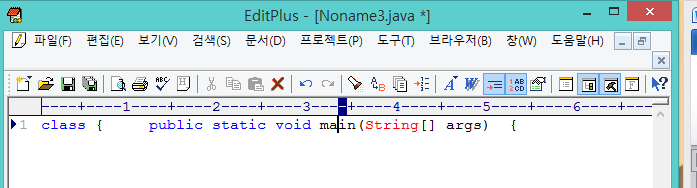 EditPlus - [Noname3.java *]
파일(F) 편집(E) 보기(V) 검색(S) 문서(D) 프로젝트(P) 도구(T) 브라우저(B) 창(W) 도움말(H)
----+----1----+----2----+----3----+----4----+----5----+----6----+---
1 class {      public static void main(String[] args)  {